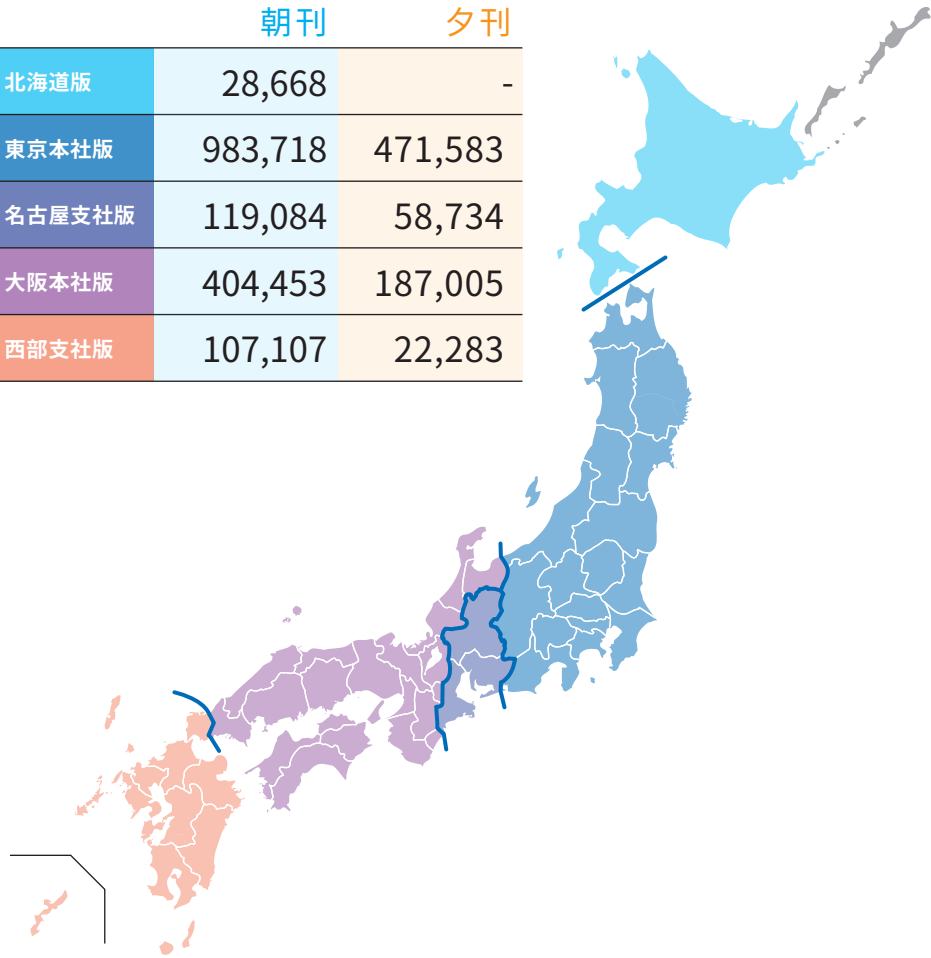 朝刊 夕刊
北海道版 28,668 -
東京本社版 983,718 471,583
名古屋支社版 119,084 58,734
大阪本社版 404,453 187,005
西部支社版 107,107 22,283